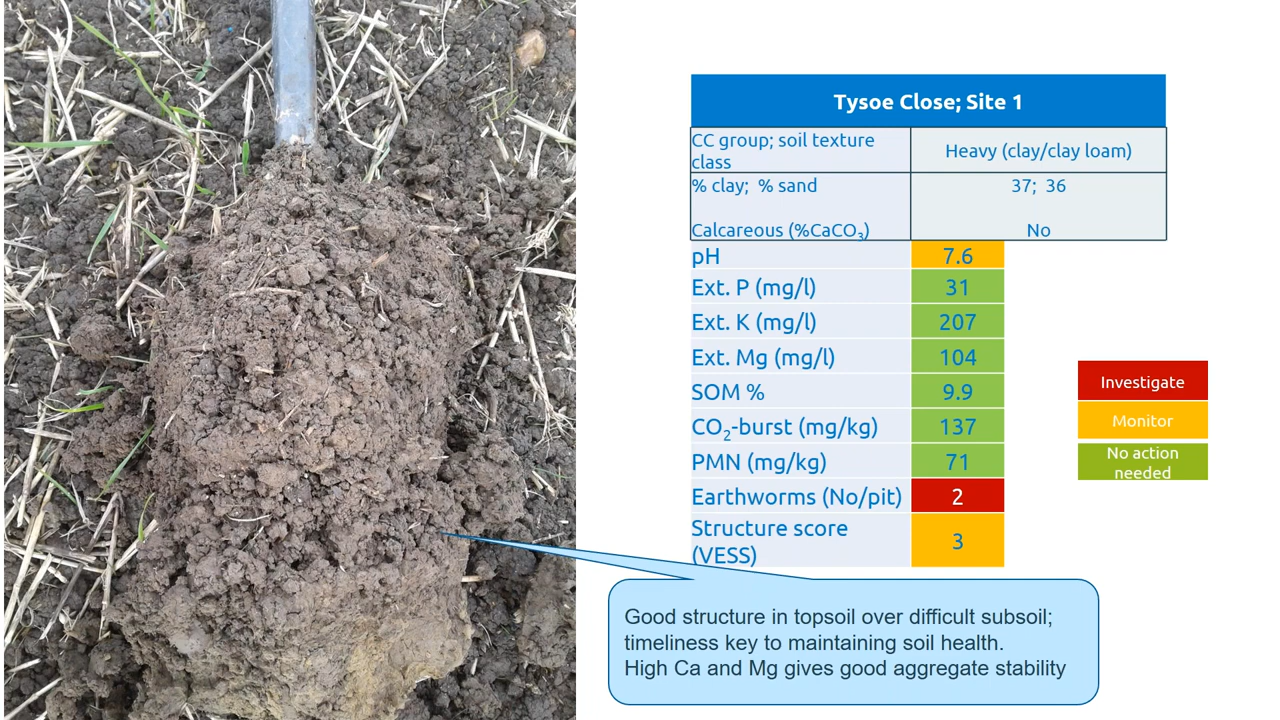 Tysoe Close; Site 1
CC group; soil texture
class
Heavy (clay/clay loam)
% clay;  % sand
37;  36
Calcareous (%CaCO₃)
No
pH
7.6
Ext. P (mg/l)
31
Ext. K (mg/l)
207
Ext. Mg (mg/l)
104
SOM %
9.9
CO₂-burst (mg/kg)
137
PMN (mg/kg)
71
Earthworms (No/pit)
2
Structure score
(VESS)
3
Investigate
Monitor
No action
needed
Good structure in topsoil over difficult subsoil;
timeliness key to maintaining soil health.
High Ca and Mg gives good aggregate stability